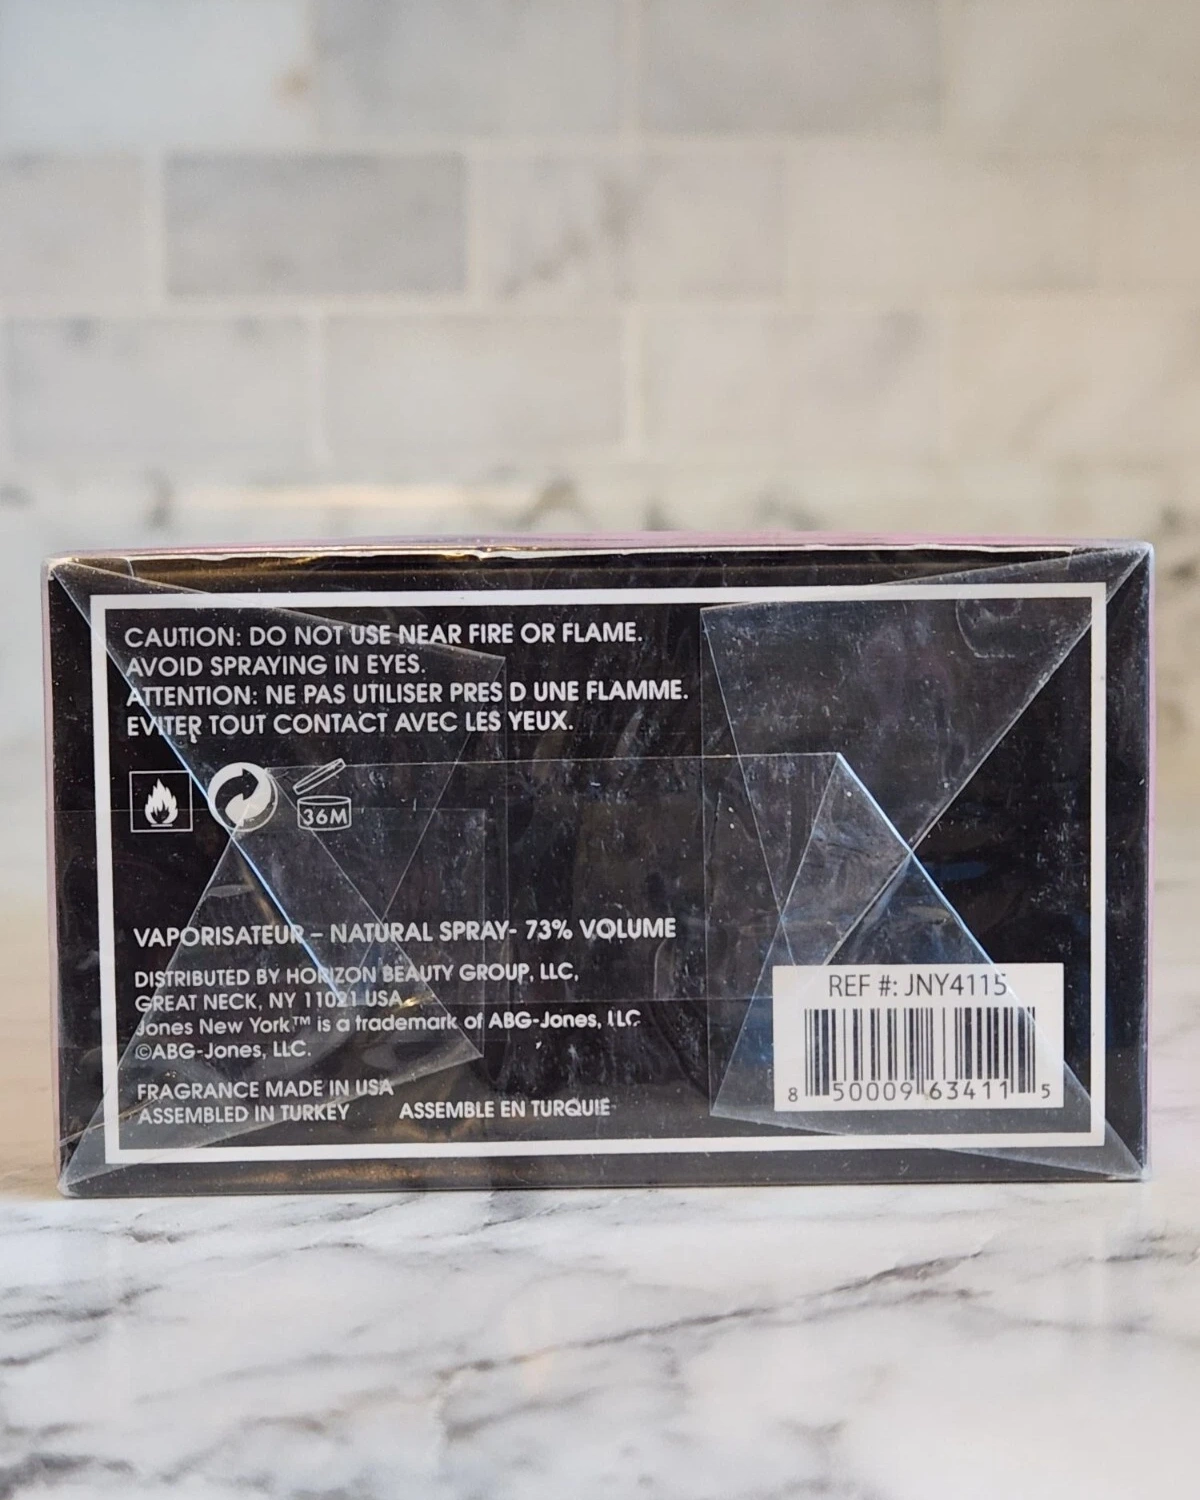 CAUTION: DO NOT USE NEAR FIRE OR FLAME.
AVOID SPRAYING IN EYES.
ATTENTION: NE PAS UTILISER PRES D UNE FLAMME.
EVITER TOUT CONTACT AVEC LES YEUX.
36M
VAPORISATEUR – NATURAL SPRAY- 73% VOLUME
DISTRIBUTED BY HORIZON BEAUTY GROUP, LLC,
GREAT NECK, NY 11021 USA
Jones New York™ is a trademark of ABG-Jones, LLC
©ABG-Jones, LLC.
FRAGRANCE MADE IN USA
ASSEMBLED IN TURKEY ASSEMBLE EN TURQUIE
REF #: JNY4115
8 50009 63411 5